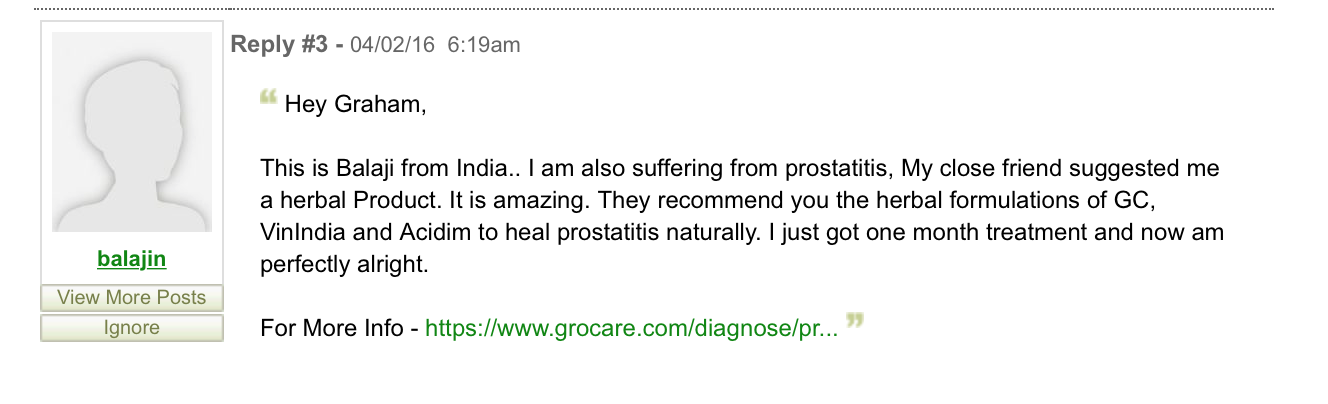 Reply #3 - 04/02/16 6:19am
❝ Hey Graham,
This is Balaji from India.. I am also suffering from prostatitis, My close friend suggested me
a herbal Product. It is amazing. They recommend you the herbal formulations of GC,
VinIndia and Acidim to heal prostatitis naturally. I just got one month treatment and now am
perfectly alright.
For More Info - https://www.grocare.com/diagnose/pr... ❞
balajin
View More Posts
Ignore